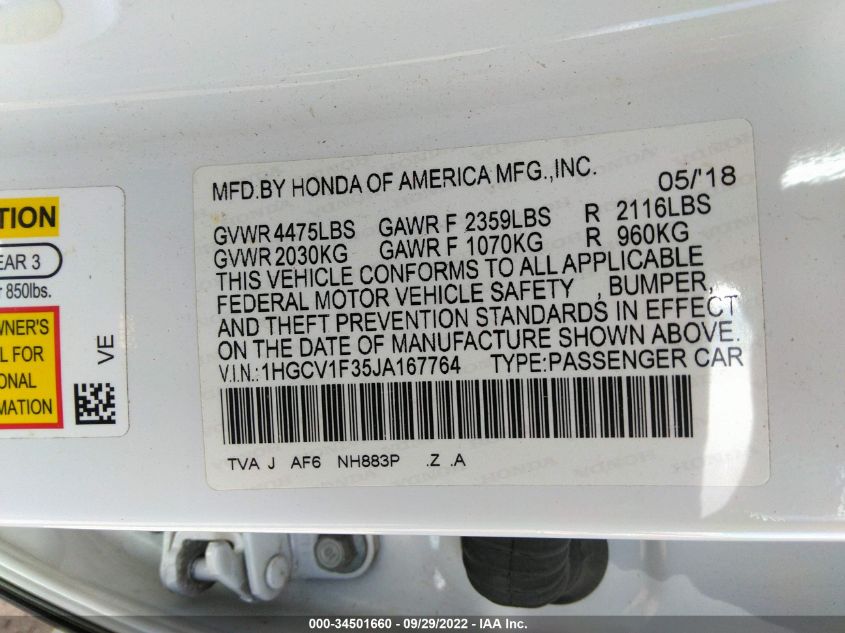 MFD.BY HONDA OF AMERICA MFG.,INC. 05/'18
GVWR 4475LBS GAWR F 2359LBS R 2116LBS
GVWR 2030KG GAWR F 1070KG R 960KG
THIS VEHICLE CONFORMS TO ALL APPLICABLE
FEDERAL MOTOR VEHICLE SAFETY , BUMPER,
AND THEFT PREVENTION STANDARDS IN EFFECT
ON THE DATE OF MANUFACTURE SHOWN ABOVE.
V.I.N.:1HGCV1F35JA167764 TYPE:PASSENGER CAR
TVA J AF6 NH883P .Z .A
TION
EAR 3
850lbs.
WNER'S
L FOR
ONAL
MATION
VE
000-34501660 - 09/29/2022 - IAA Inc.